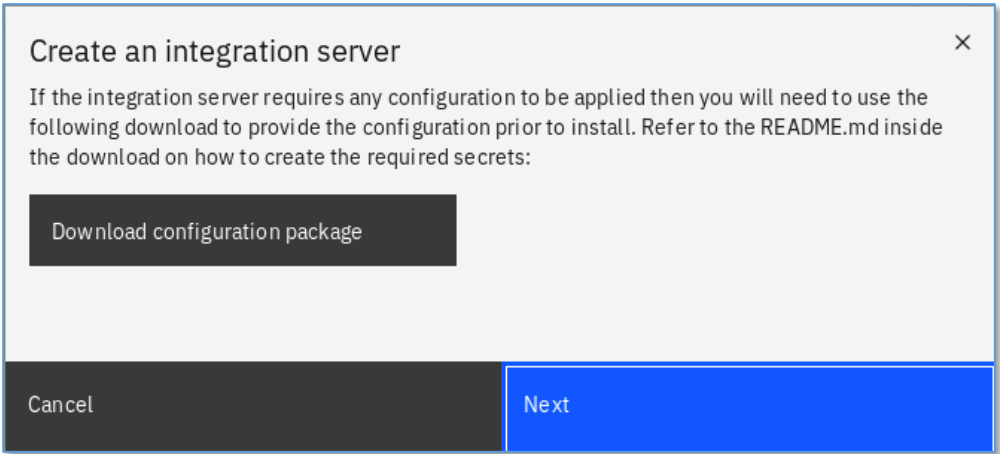 Create an integration server
If the integration server requires any configuration to be applied then you will need to use the
following download to provide the configuration prior to install. Refer to the README.md inside
the download on how to create the required secrets:
Download configuration package
Cancel
Next